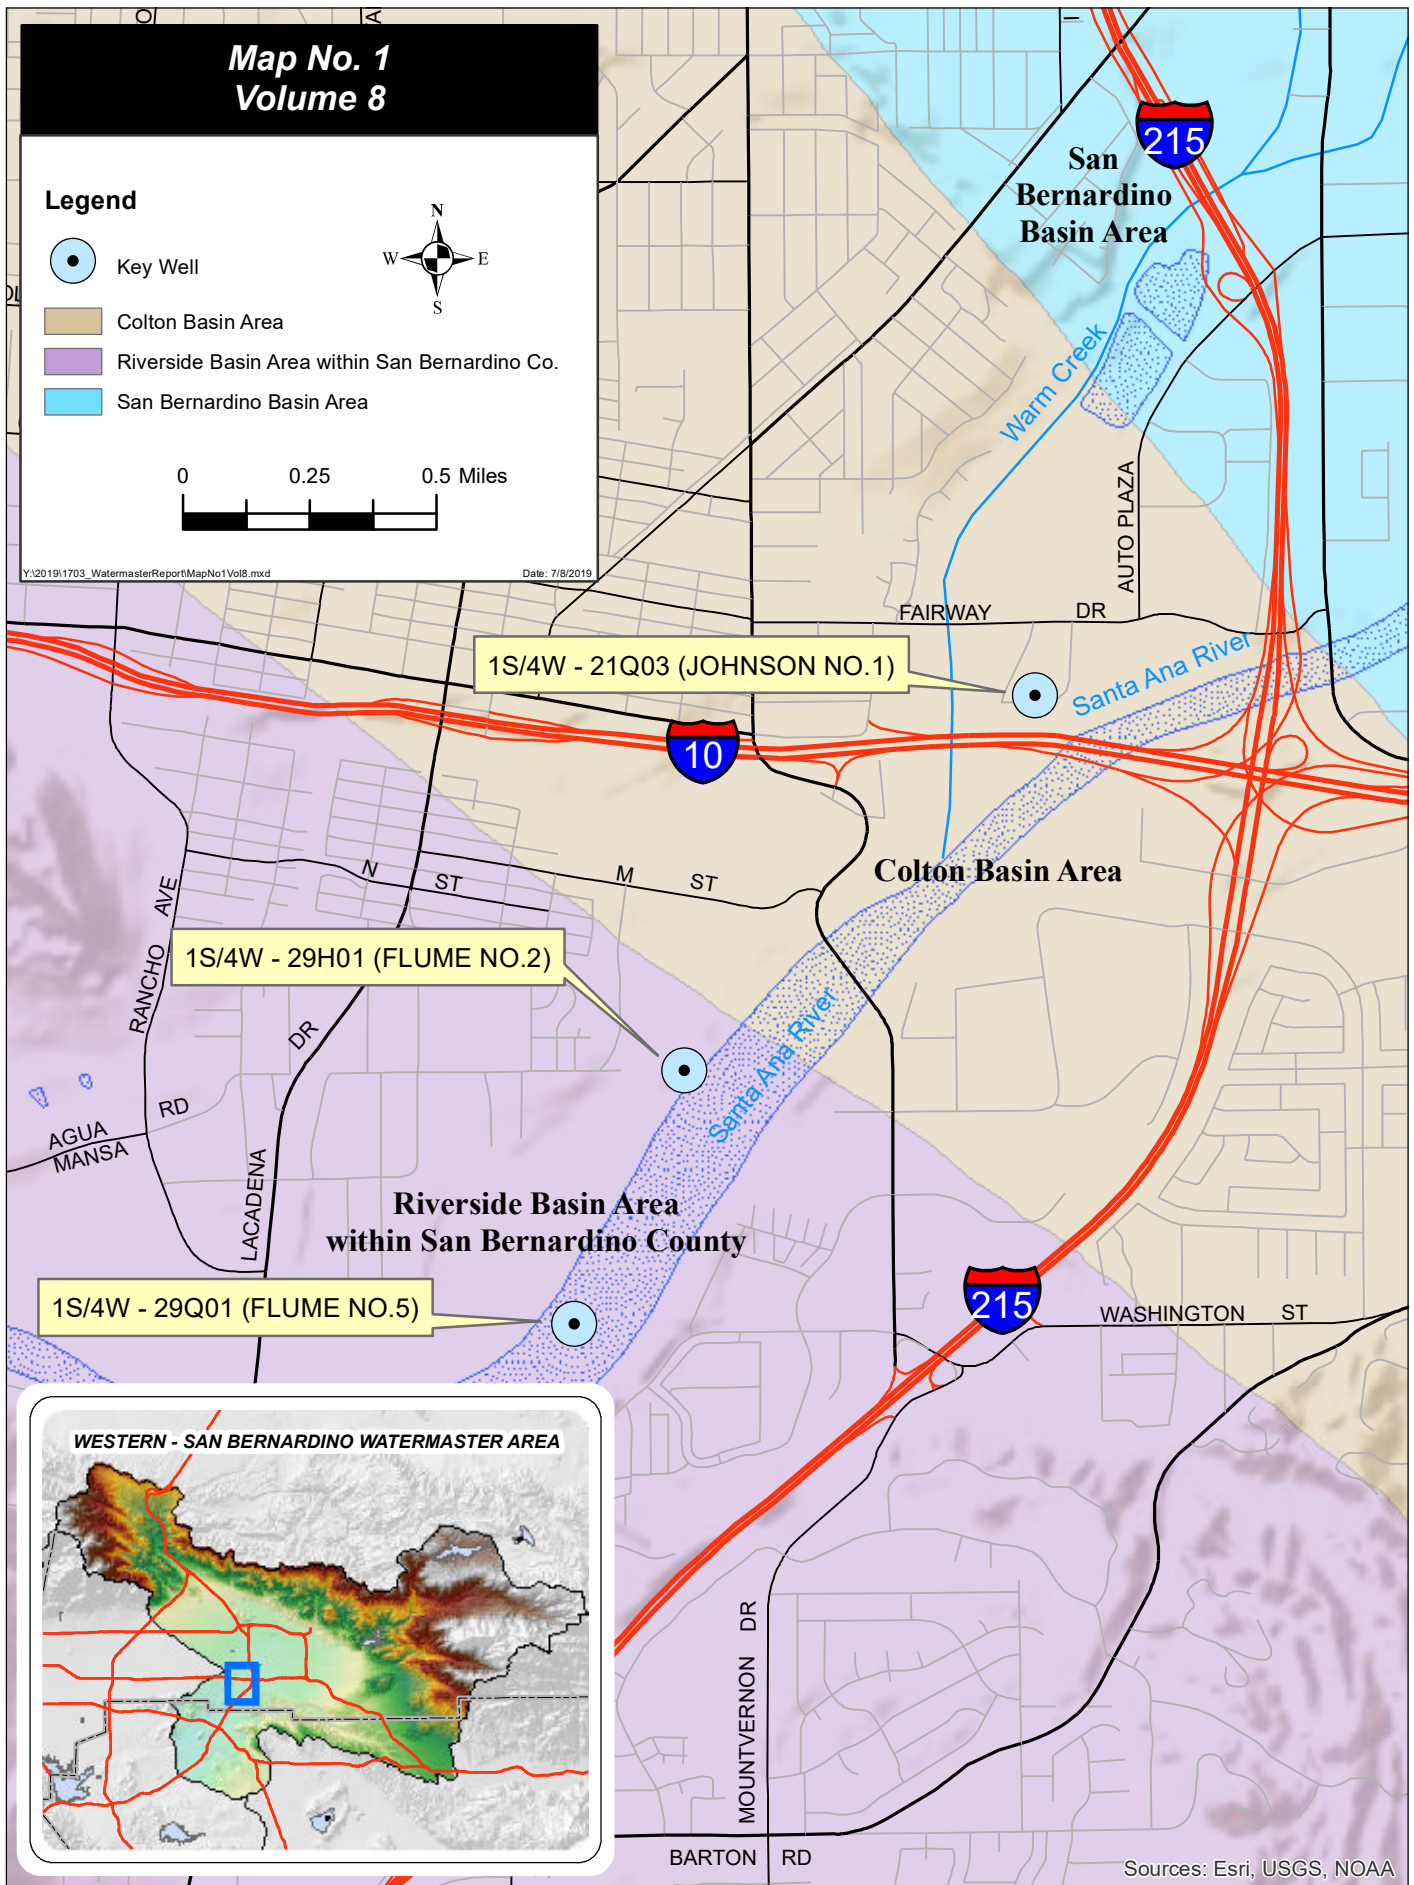 Map No. 1
Volume 8
Legend
N
W
E
S
Key Well
Colton Basin Area
Riverside Basin Area within San Bernardino Co.
San Bernardino Basin Area
0 0.25 0.5 Miles
Y:\2019\1703_WatermasterReport\MapNo1Vol8.mxd
Date: 7/8/2019
215
San
Bernardino
Basin Area
Warm Creek
AUTO PLAZA
FAIRWAY DR
1S/4W - 21Q03 (JOHNSON NO.1)
Santa Ana River
10
Colton Basin Area
N ST
M ST
RANCHO AVE
1S/4W - 29H01 (FLUME NO.2)
Santa Ana River
AGUA
MANSA
RD
LACADENA DR
Riverside Basin Area
within San Bernardino County
1S/4W - 29Q01 (FLUME NO.5)
215
WASHINGTON ST
WESTERN - SAN BERNARDINO WATERMASTER AREA
MOUNTVERNON DR
BARTON RD
Sources: Esri, USGS, NOAA